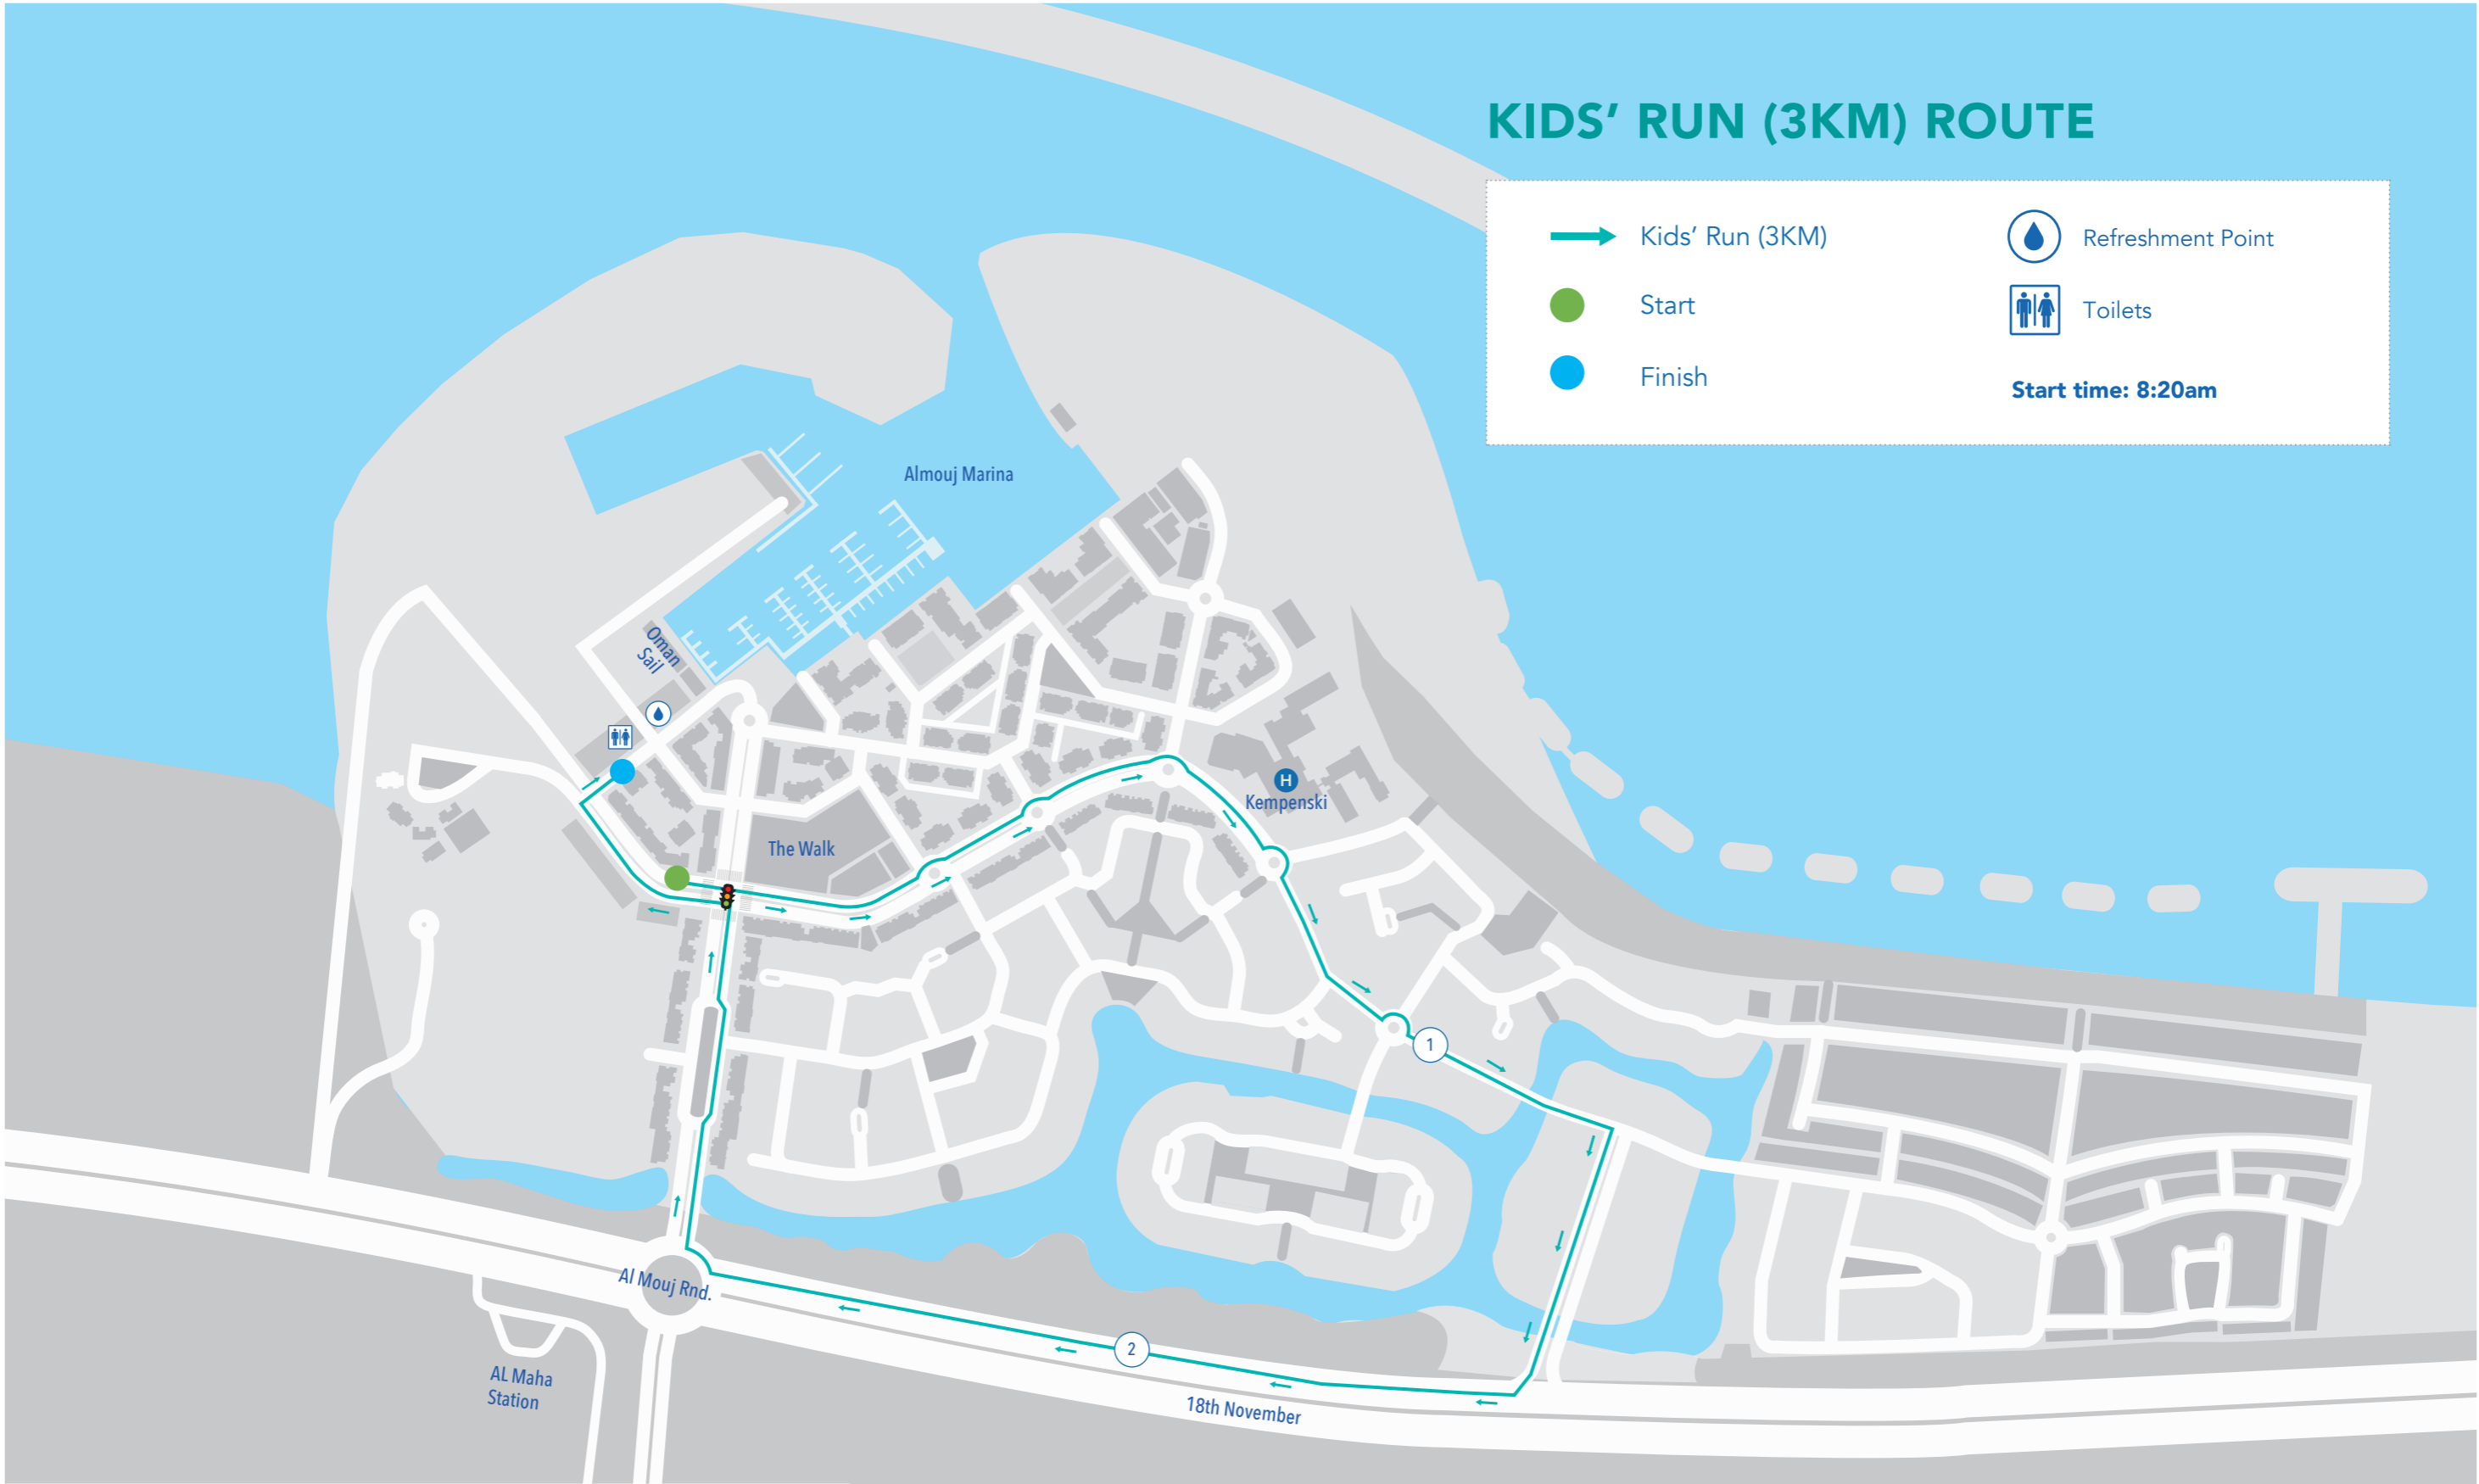 KIDS’ RUN (3KM) ROUTE
Kids’ Run (3KM)
Start
Finish
Refreshment Point
Toilets
Start time: 8:20am
Almouj Marina
Oman
Sail
H
Kempenski
The Walk
1
Al Mouj Rnd.
2
AL Maha
Station
18th November